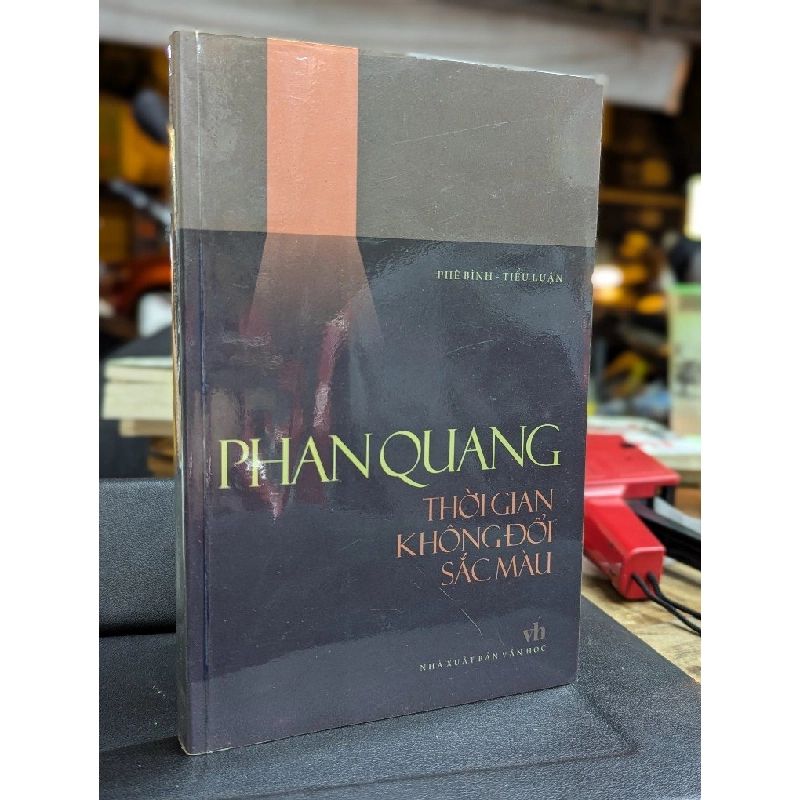 PHÊ BÌNH - TIỂU LUẬN
PHAN QUANG
THỜI GIAN
KHÔNG ĐỔI
SẮC MÀU
vh
NHÀ XUẤT BẢN VĂN HỌC